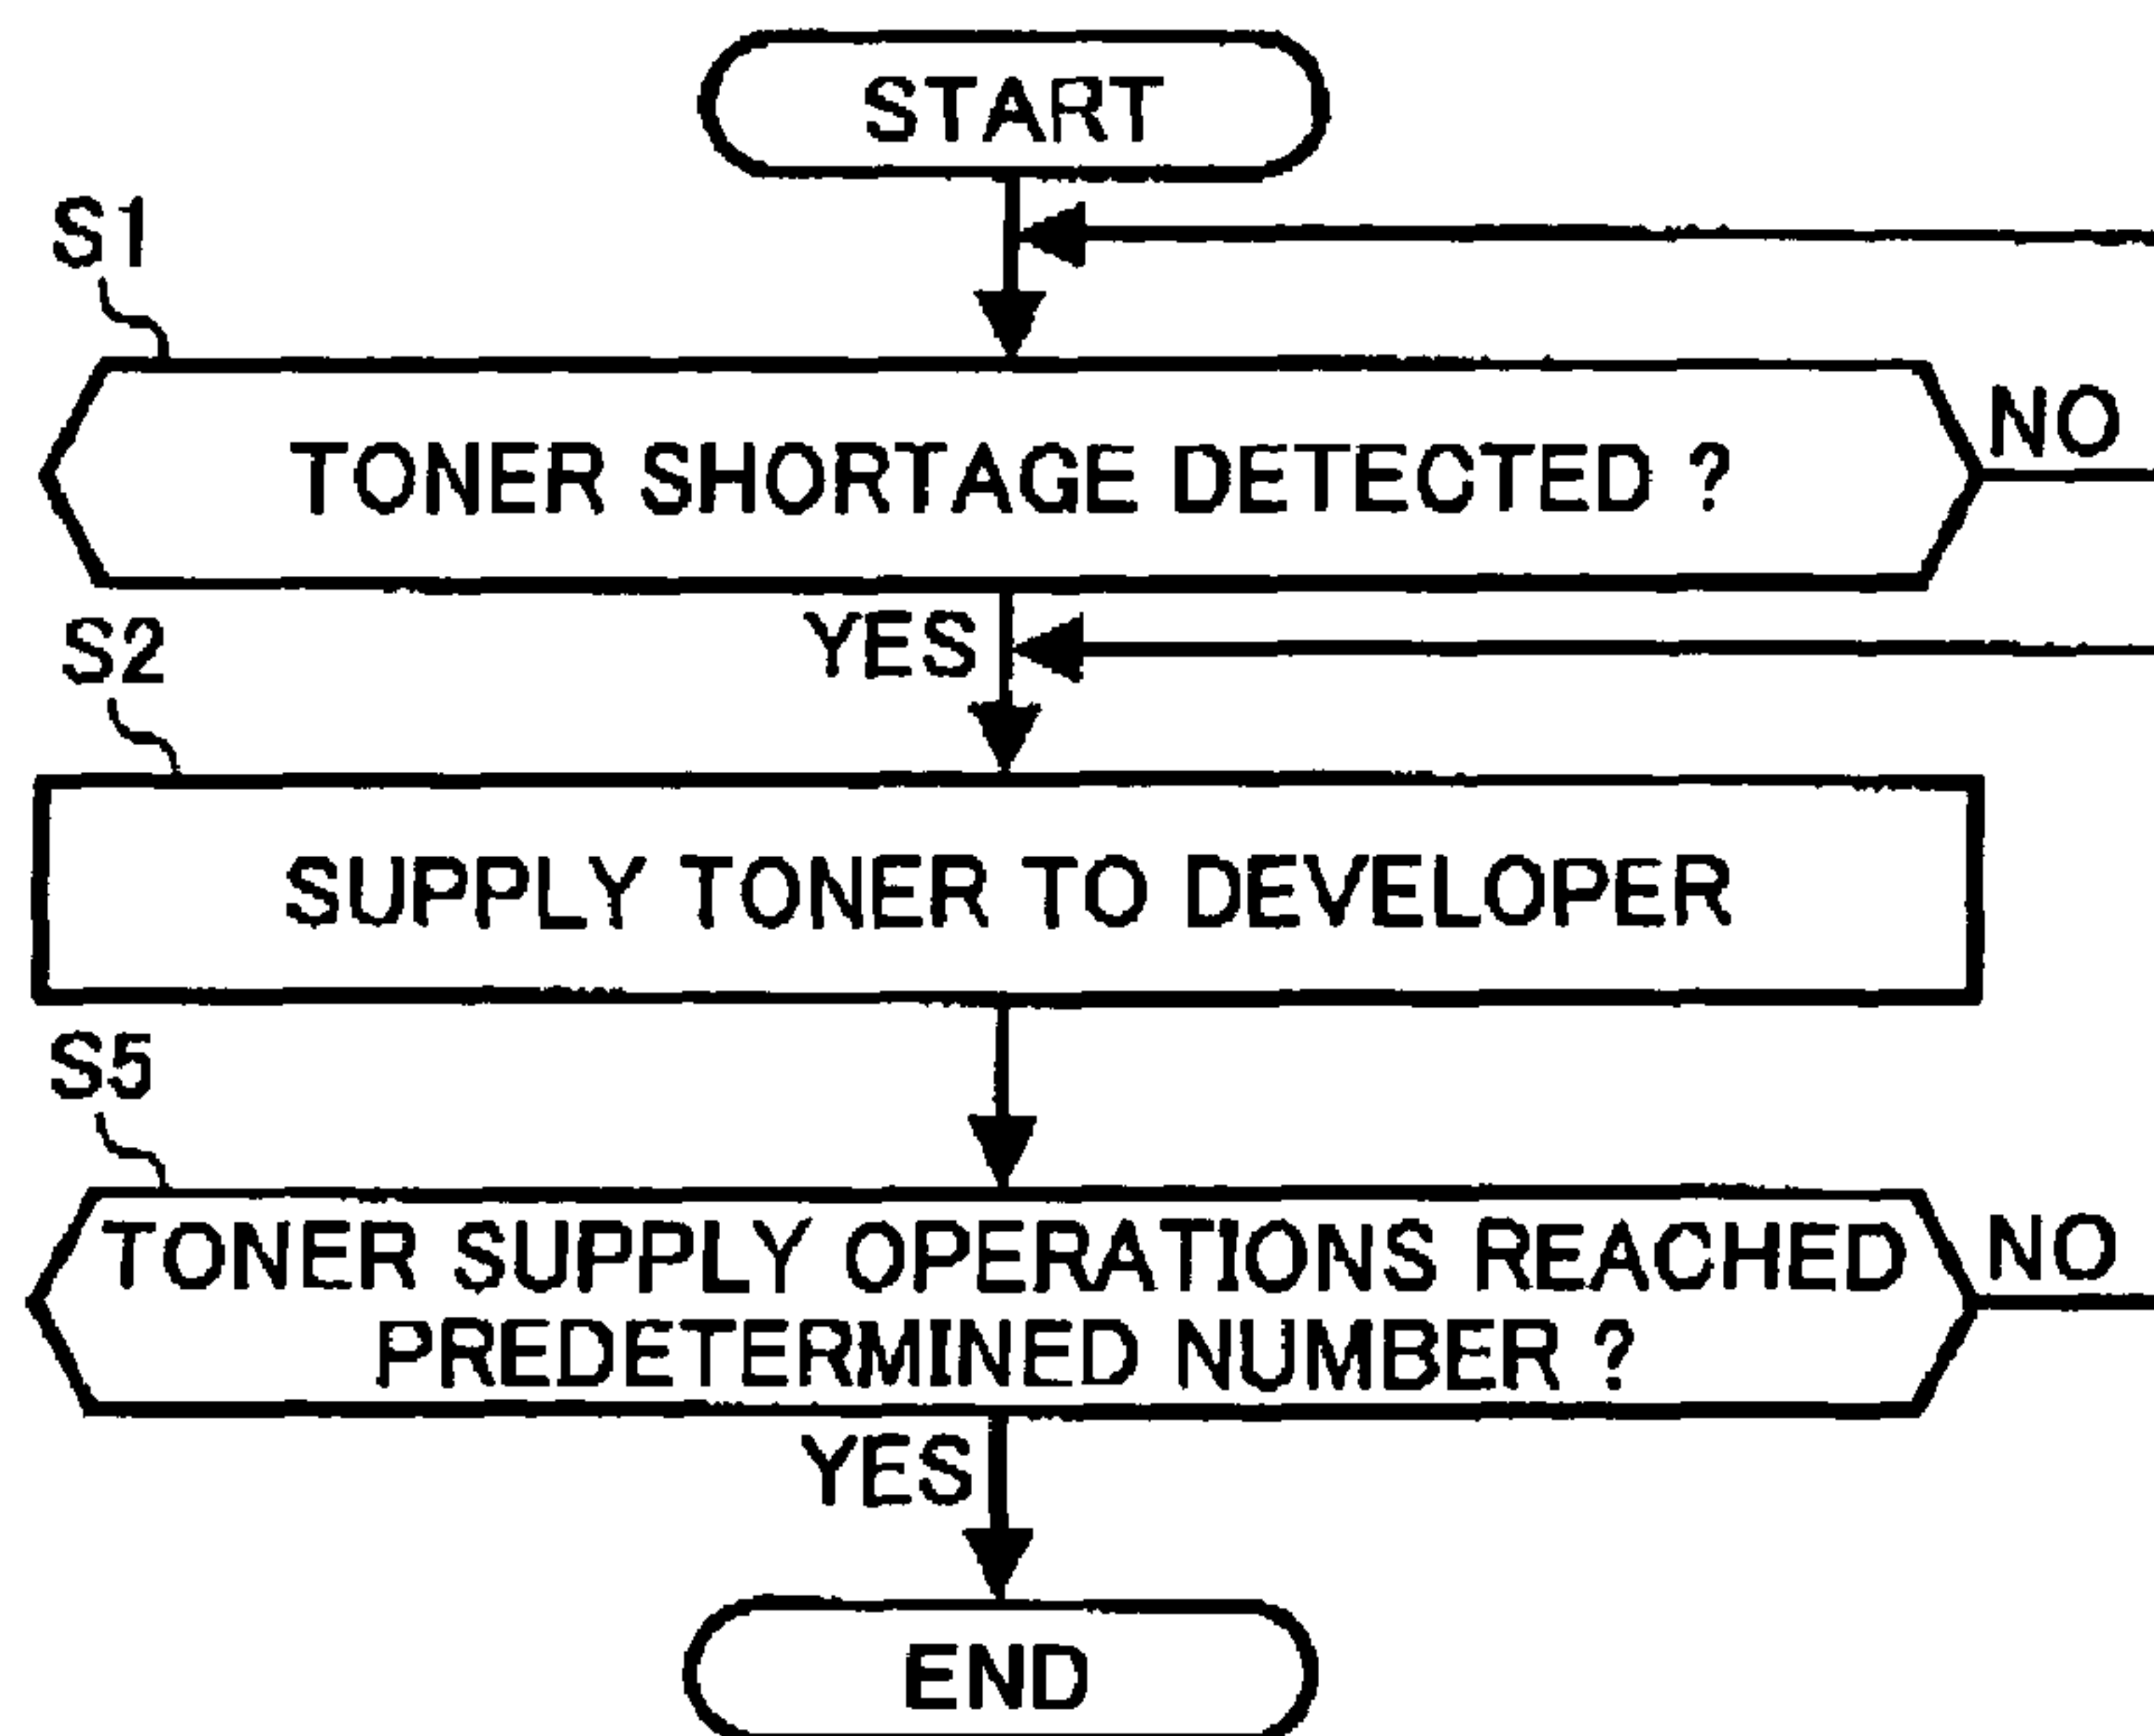 START
S1
TONER SHORTAGE DETECTED ?
NO
YES
S2
SUPPLY TONER TO DEVELOPER
S5
TONER SUPPLY OPERATIONS REACHED
PREDETERMINED NUMBER ?
NO
YES
END